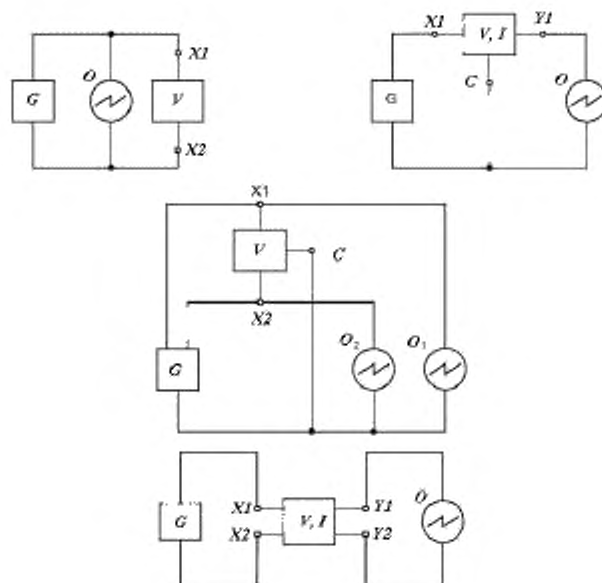 X1
O
G
V
X2
X1
V, I
Y1
C
G
O
X1
V
C
X2
G
O₂
O₁
X1
Y1
G
V, I
O
X2
Y2